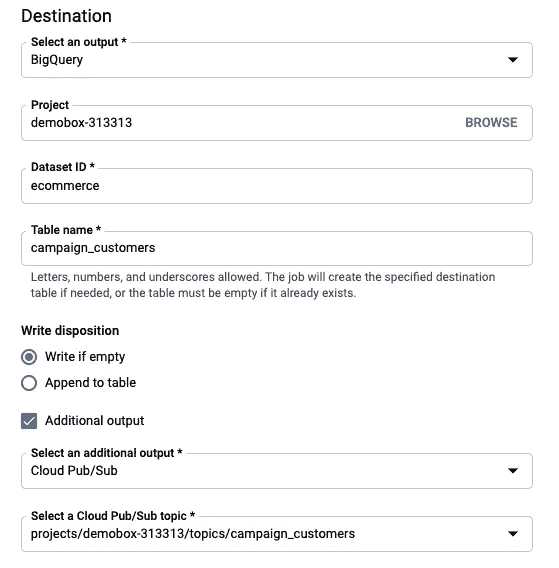 Destination
Select an output *
BigQuery
Project
demobox-313313
BROWSE
Dataset ID *
ecommerce
Table name *
campaign_customers
Letters, numbers, and underscores allowed. The job will create the specified destination
table if needed, or the table must be empty if it already exists.
Write disposition
Write if empty
Append to table
Additional output
Select an additional output *
Cloud Pub/Sub
Select a Cloud Pub/Sub topic *
projects/demobox-313313/topics/campaign_customers